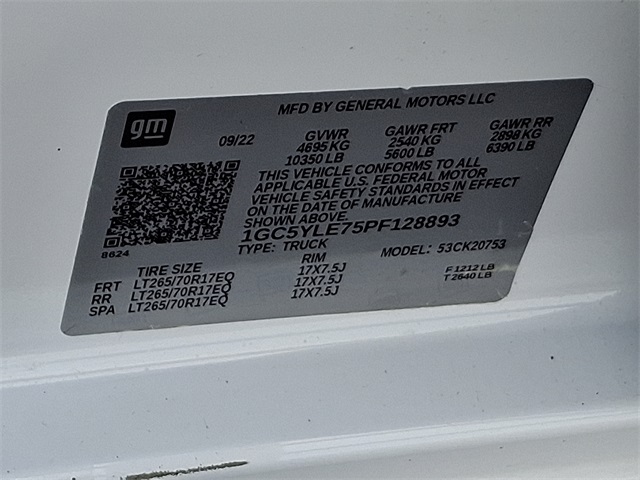 MFD BY GENERAL MOTORS LLC
gm
09/22 GVWR GAWR FRT GAWR RR
4695 KG 2540 KG 2898 KG
10350 LB 5600 LB 6390 LB
THIS VEHICLE CONFORMS TO ALL
APPLICABLE U.S. FEDERAL MOTOR
VEHICLE SAFETY STANDARDS IN EFFECT
ON THE DATE OF MANUFACTURE
SHOWN ABOVE.
1GC5YLE75PF128893
8624
TYPE: TRUCK MODEL: 53CK20753
TIRE SIZE RIM
FRT LT265/70R17EQ 17X7.5J F 1212 LB
RR LT265/70R17EQ 17X7.5J T 2640 LB
SPA LT265/70R17EQ 17X7.5J